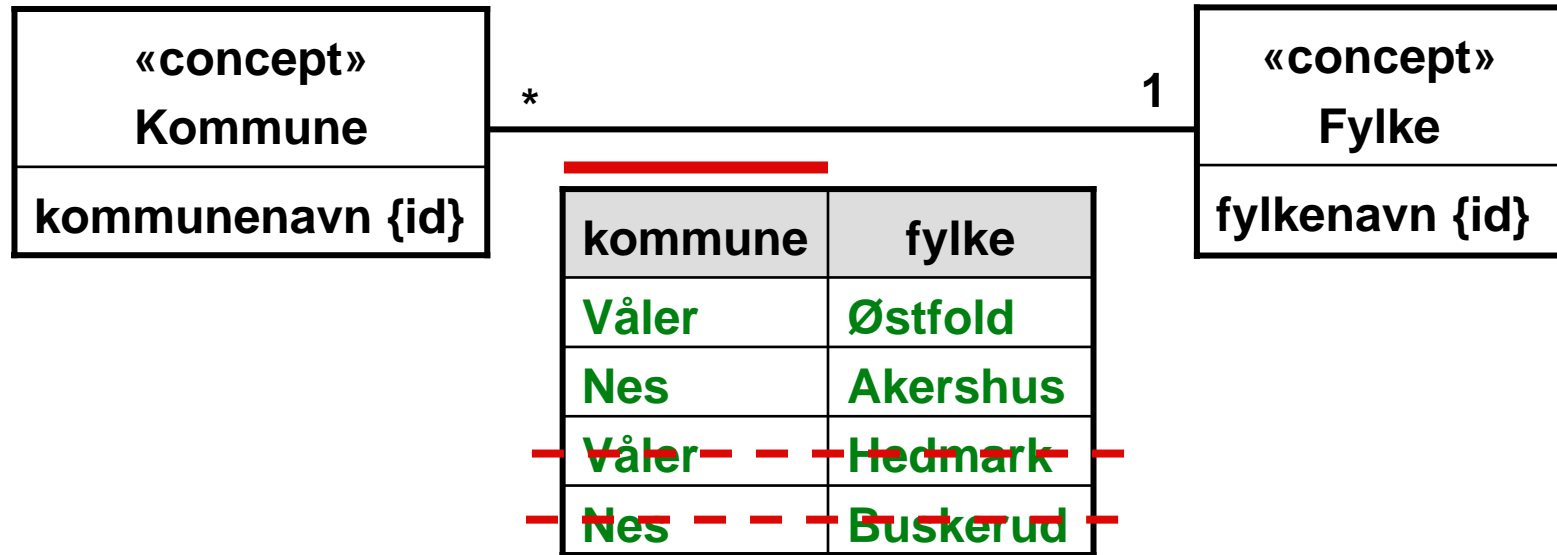 «concept»
Kommune
kommunenavn {id}
*
1
«concept»
Fylke
fylkenavn {id}
kommune fylke
Våler Østfold
Nes Akershus
Våler Hedmark
Nes Buskerud